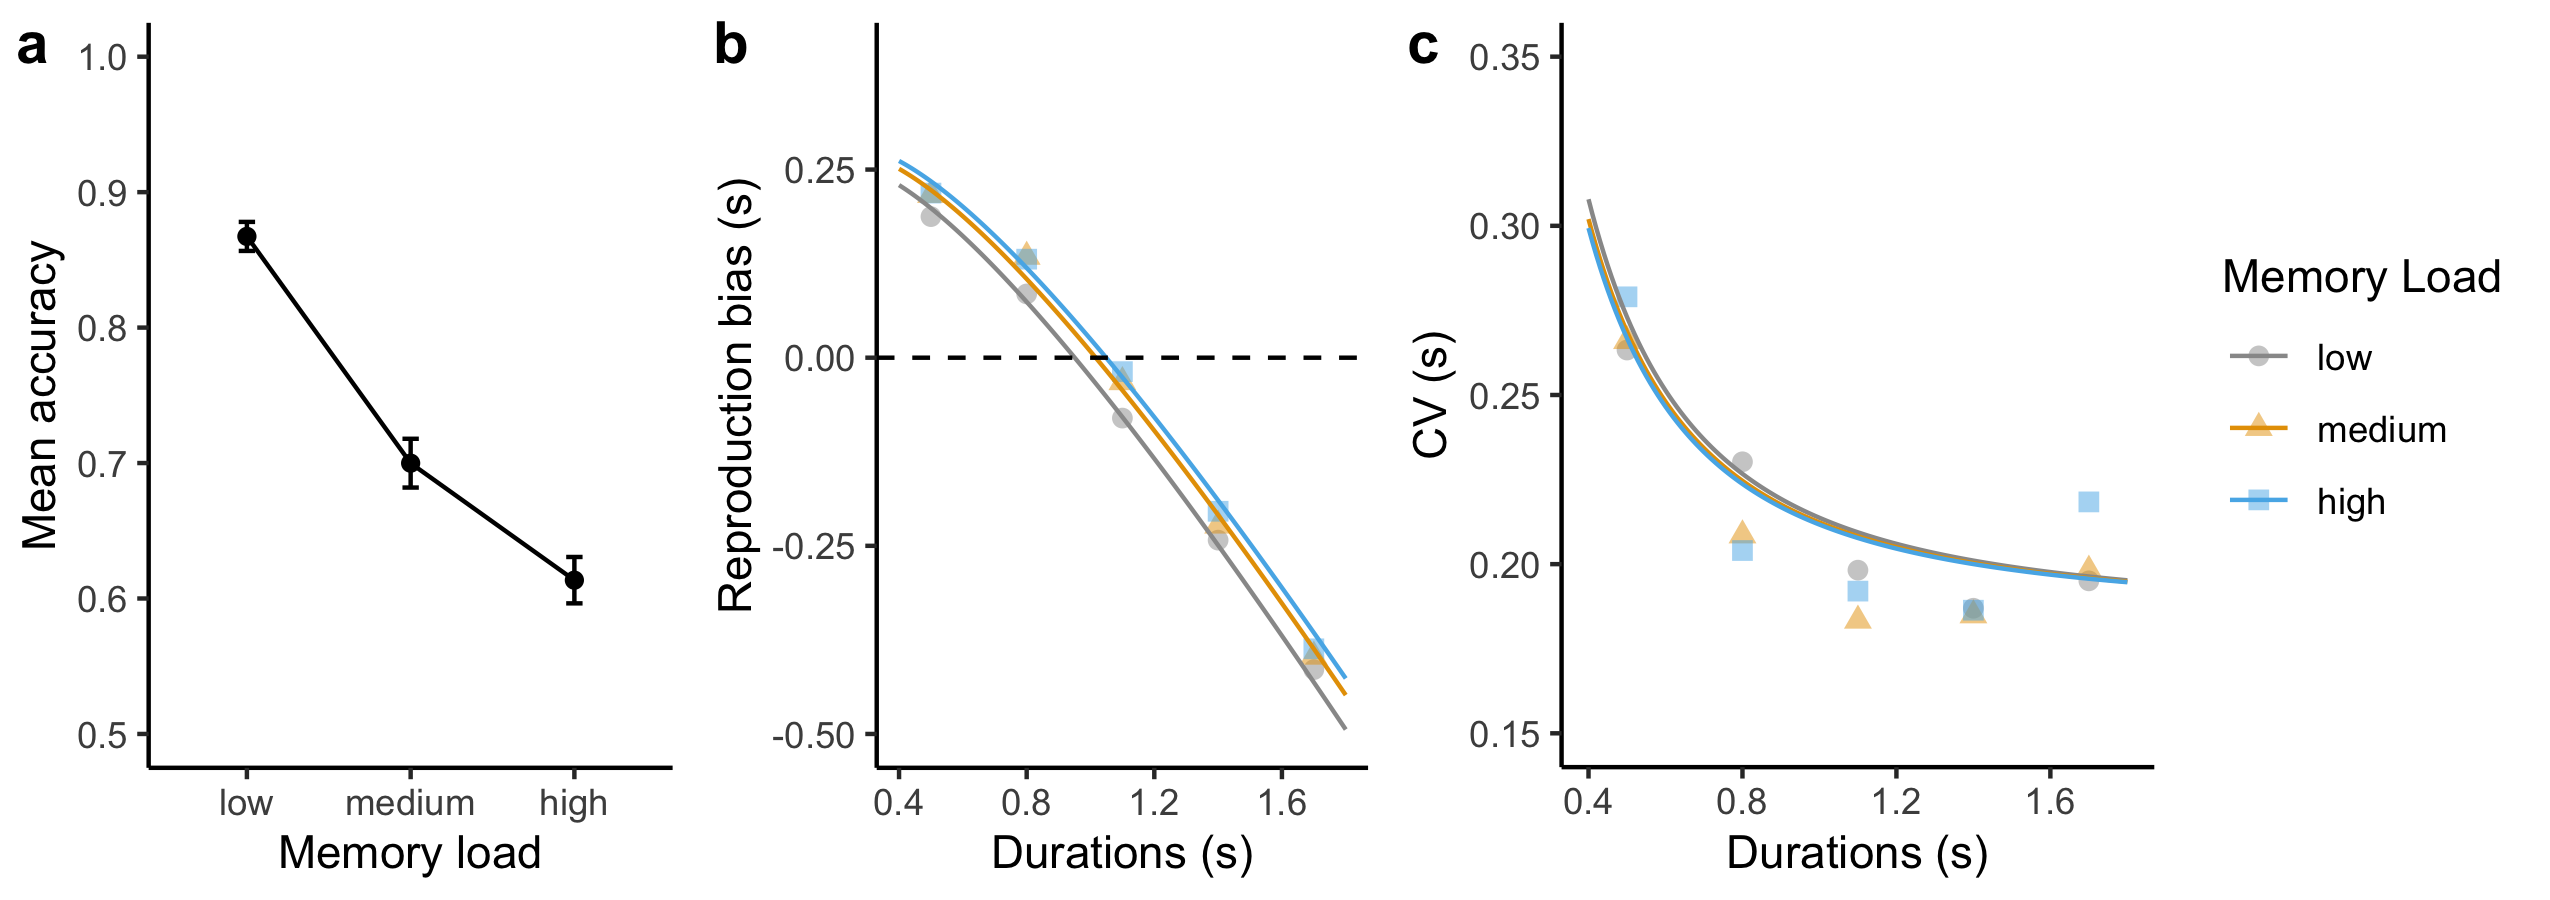 a
1.0
0.9
0.8
0.7
0.6
0.5
Mean accuracy
low medium high
Memory load
b
0.25
0.00
-0.25
-0.50
Reproduction bias (s)
0.4 0.8 1.2 1.6
Durations (s)
c
0.35
0.30
0.25
0.20
0.15
CV (s)
0.4 0.8 1.2 1.6
Durations (s)
Memory Load
low
medium
high